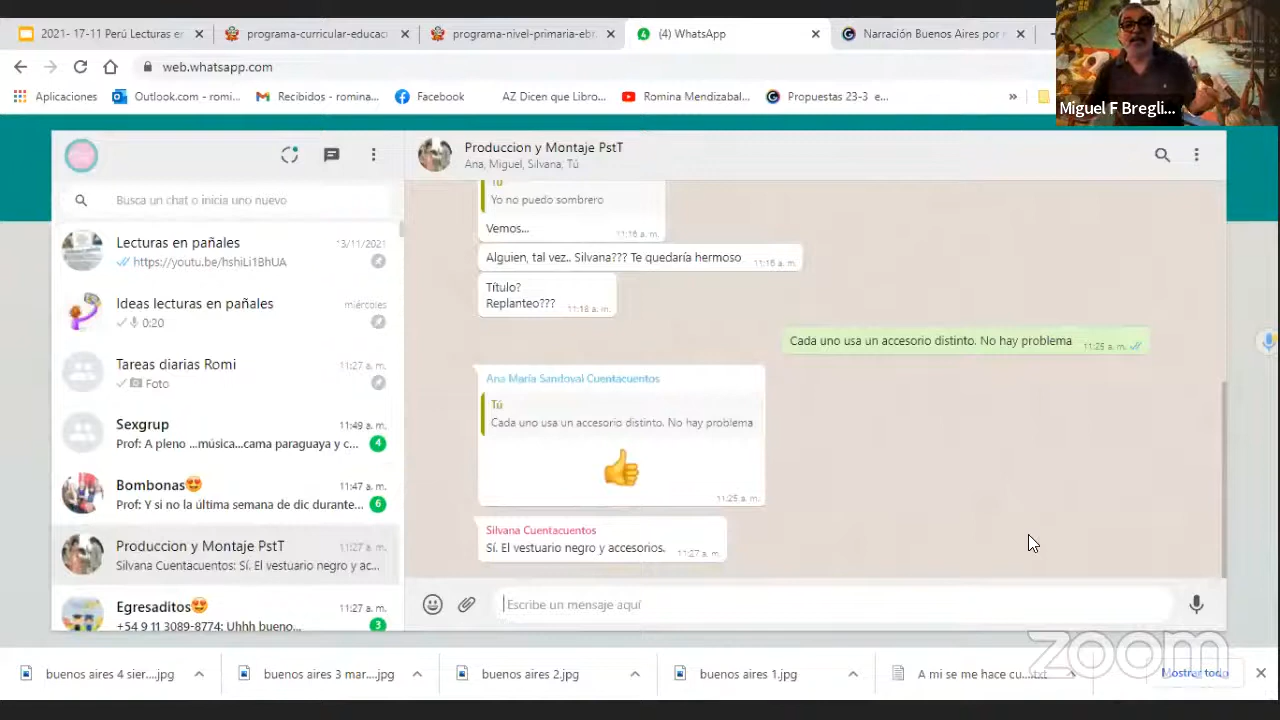 2021- 17-11 Perú Lecturas en
programa-curricular-educac
programa-nivel-primaria-ebr.
(4) WhatsApp
Narración Buenos Aires por
web.whatsapp.com
Aplicaciones
Outlook.com - romi...
Recibidos - romina...
Facebook
AZ Dicen que Libro...
Romina Mendizabal...
Propuestas 23-3 e...
»
Miguel F Bregli...
Busca un chat o inicia uno nuevo
Lecturas en pañales
13/11/2021
https://youtu.be/hshiLi1BhUA
Ideas lecturas en pañales
miércoles
0:20
Tareas diarias Romi
11:27 a. m.
Foto
Sexgrup
11:49 a. m.
Prof: A pleno ...música...cama paraguaya y c...
4
Bombonas😍
11:47 a. m.
Prof: Y si no la última semana de dic durante...
6
Produccion y Montaje PstT
11:27 a. m.
Silvana Cuentacuentos: Sí. El vestuario negro y ac...
Egresaditos😍
11:27 a. m.
+54 9 11 3089-8774: Uhhh bueno...
3
Produccion y Montaje PstT
Ana, Miguel, Silvana, Tú
Tú
Yo no puedo sombrero
Vemos...
11:16 a. m.
Alguien, tal vez.. Silvana??? Te quedaría hermoso
11:16 a. m.
Título?
Replanteo???
11:16 a. m.
Cada uno usa un accesorio distinto. No hay problema
11:25 a. m.
Ana María Sandoval Cuentacuentos
Tú
Cada uno usa un accesorio distinto. No hay problema
👍
11:25 a. m.
Silvana Cuentacuentos
Sí. El vestuario negro y accesorios.
11:27 a. m.
Escribe un mensaje aquí
zoom
buenos aires 4 sier....jpg
buenos aires 3 mar....jpg
buenos aires 2.jpg
buenos aires 1.jpg
A mi se me hace cu....txt
Mostrar todo